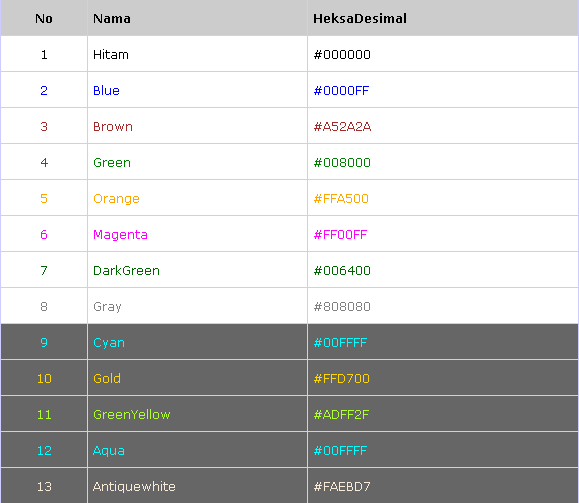 No Nama HeksaDesimal
1 Hitam #000000
2 Blue #0000FF
3 Brown #A52A2A
4 Green #008000
5 Orange #FFA500
6 Magenta #FF00FF
7 DarkGreen #006400
8 Gray #808080
9 Cyan #00FFFF
10 Gold #FFD700
11 GreenYellow #ADFF2F
12 Aqua #00FFFF
13 Antiquewhite #FAEBD7